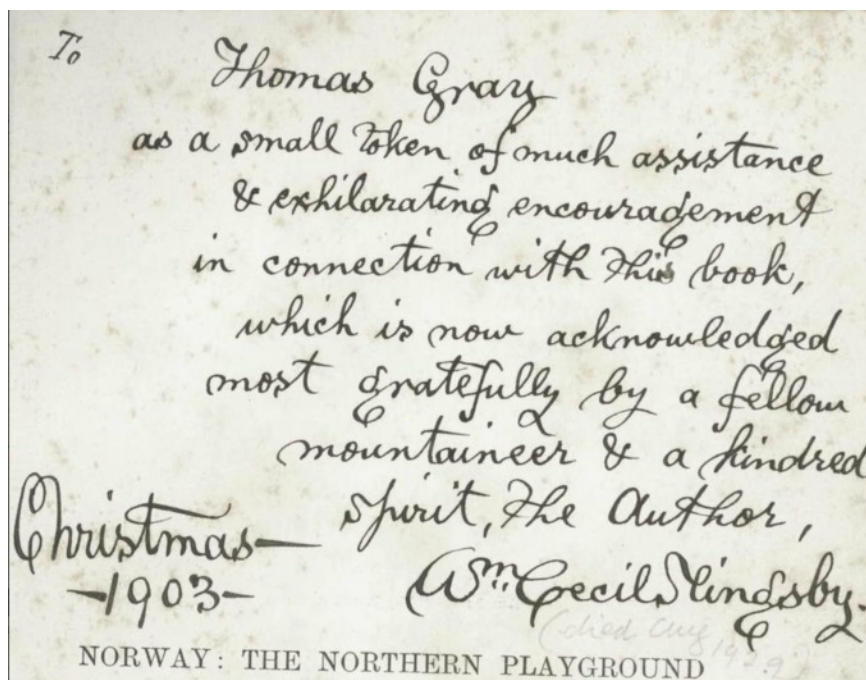 To
Thomas Gray
as a small token of much assistance
& exhilarating encouragement
in connection with this book,
which is now acknowledged
most gratefully by a fellow
mountaineer & a kindred
spirit, the Author,
Christmas—
—1903—
Wm. Cecil Slingsby.
(died Aug 1929)
NORWAY: THE NORTHERN PLAYGROUND